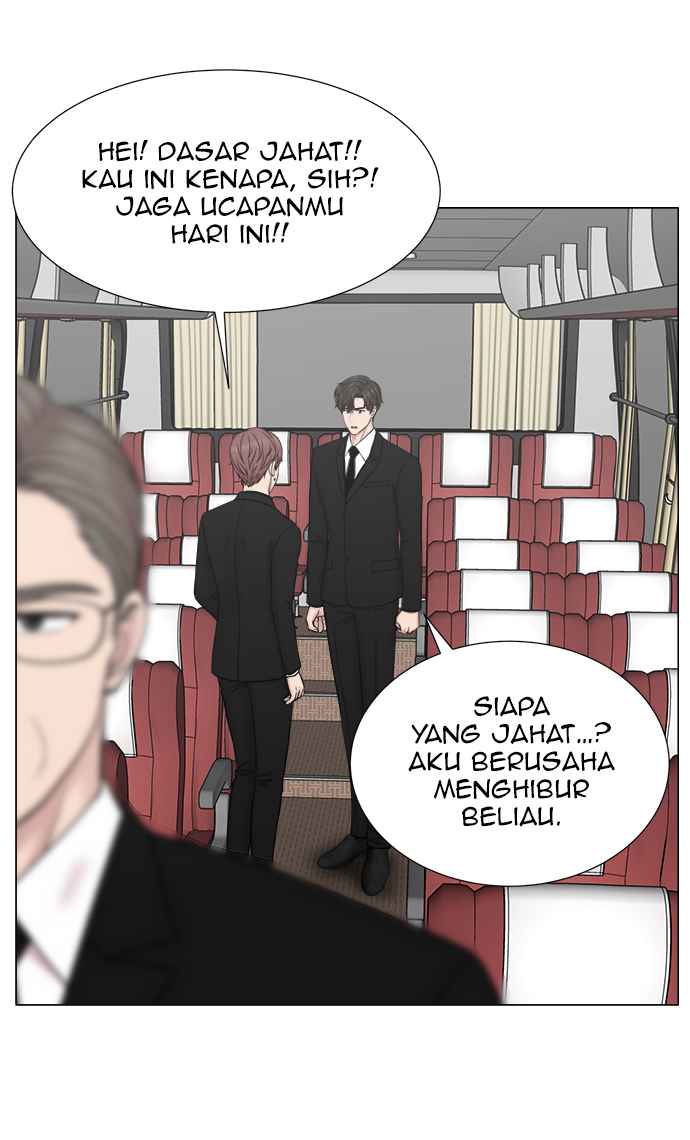 HEI! DASAR JAHAT!!
KAU INI KENAPA, SIH?!
JAGA UCAPANMU
HARI INI!!
SIAPA
YANG JAHAT...?
AKU BERUSAHA
MENGHIBUR
BELIAU.